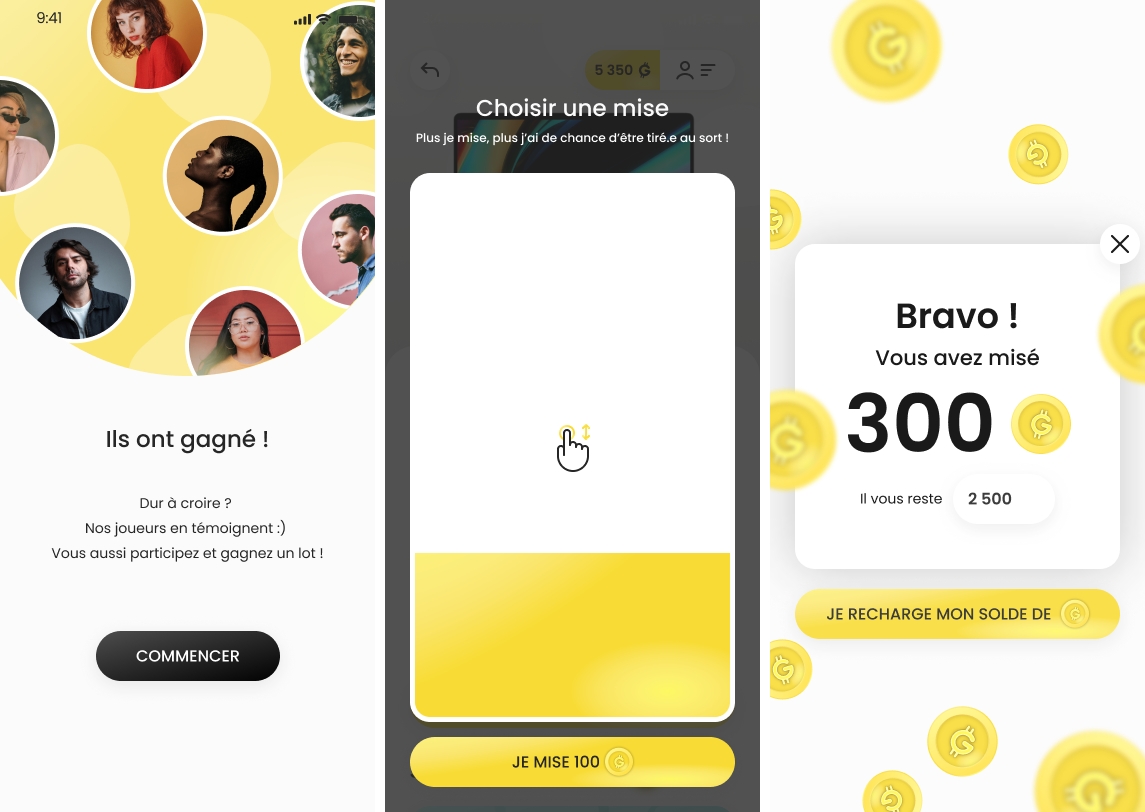 9:41
Ils ont gagné !
Dur à croire ?
Nos joueurs en témoignent :)
Vous aussi participez et gagnez un lot !
COMMENCER
5 350
Choisir une mise
Plus je mise, plus j’ai de chance d’être tiré.e au sort !
JE MISE 100
Bravo !
Vous avez misé
300
Il vous reste 2 500
JE RECHARGE MON SOLDE DE